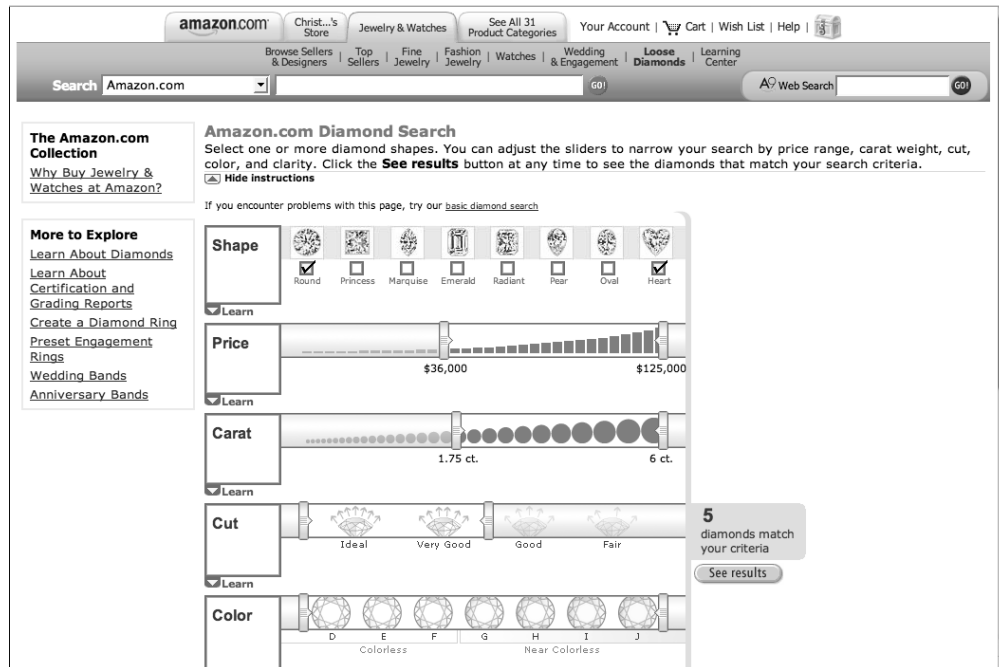 amazon.com
Christ...'s
Store
Jewelry & Watches
See All 31
Product Categories
Your Account | Cart | Wish List | Help |
Browse Sellers
& Designers | Top
Sellers | Fine
Jewelry | Fashion
Jewelry | Watches | Wedding
& Engagement | Loose
Diamonds | Learning
Center
Search Amazon.com GO!
A9 Web Search GO!
The Amazon.com
Collection
Why Buy Jewelry &
Watches at Amazon?
More to Explore
Learn About Diamonds
Learn About
Certification and
Grading Reports
Create a Diamond Ring
Preset Engagement
Rings
Wedding Bands
Anniversary Bands
Amazon.com Diamond Search
Select one or more diamond shapes. You can adjust the sliders to narrow your search by price range, carat weight, cut,
color, and clarity. Click the See results button at any time to see the diamonds that match your search criteria.
Hide instructions
If you encounter problems with this page, try our basic diamond search
Shape
Round Princess Marquise Emerald Radiant Pear Oval Heart
Learn
Price
$36,000 $125,000
Learn
Carat
1.75 ct. 6 ct.
Learn
Cut
Ideal Very Good Good Fair
Learn
Color
D E F G H I J
Colorless Near Colorless
5
diamonds match
your criteria
See results